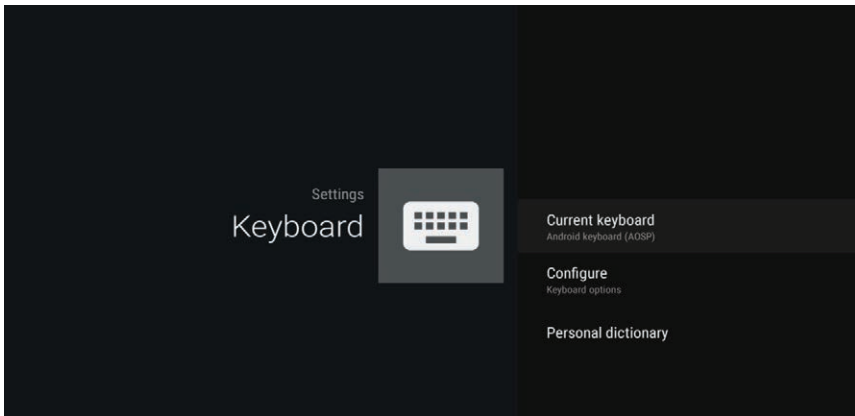 Settings
Keyboard
Current keyboard
Android keyboard (AOSP)
Configure
Keyboard options
Personal dictionary